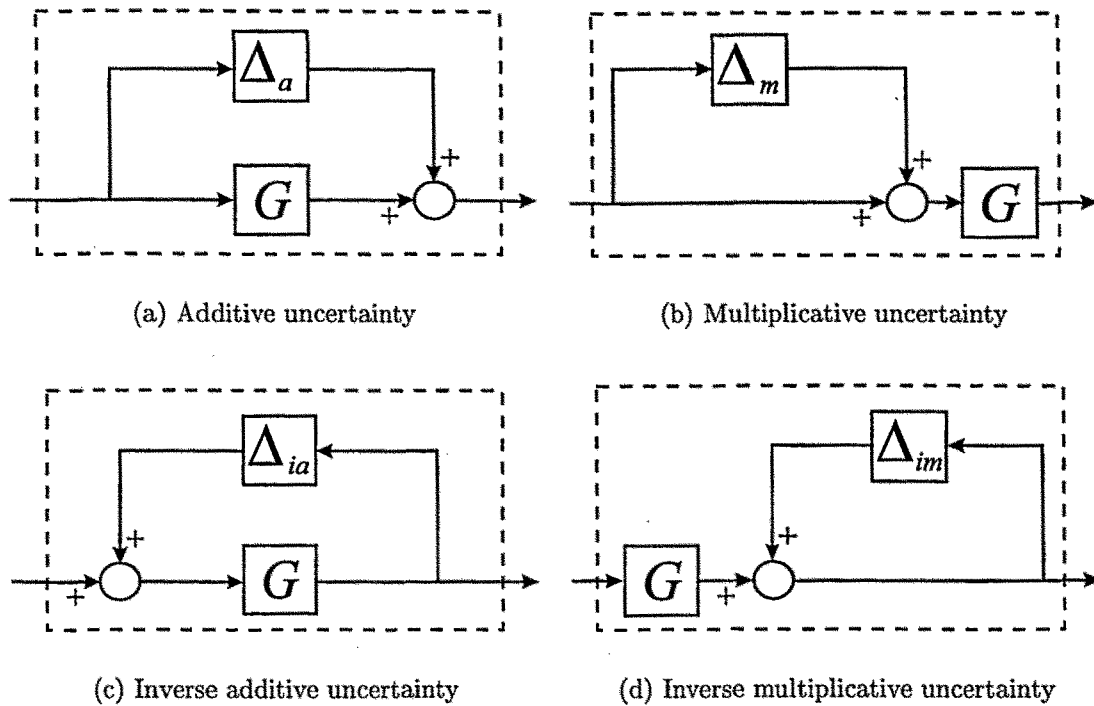 Δa
+
G
+
Δm
+
+
G
(a) Additive uncertainty
(b) Multiplicative uncertainty
Δia
+
+
G
Δim
+
G
+
(c) Inverse additive uncertainty
(d) Inverse multiplicative uncertainty